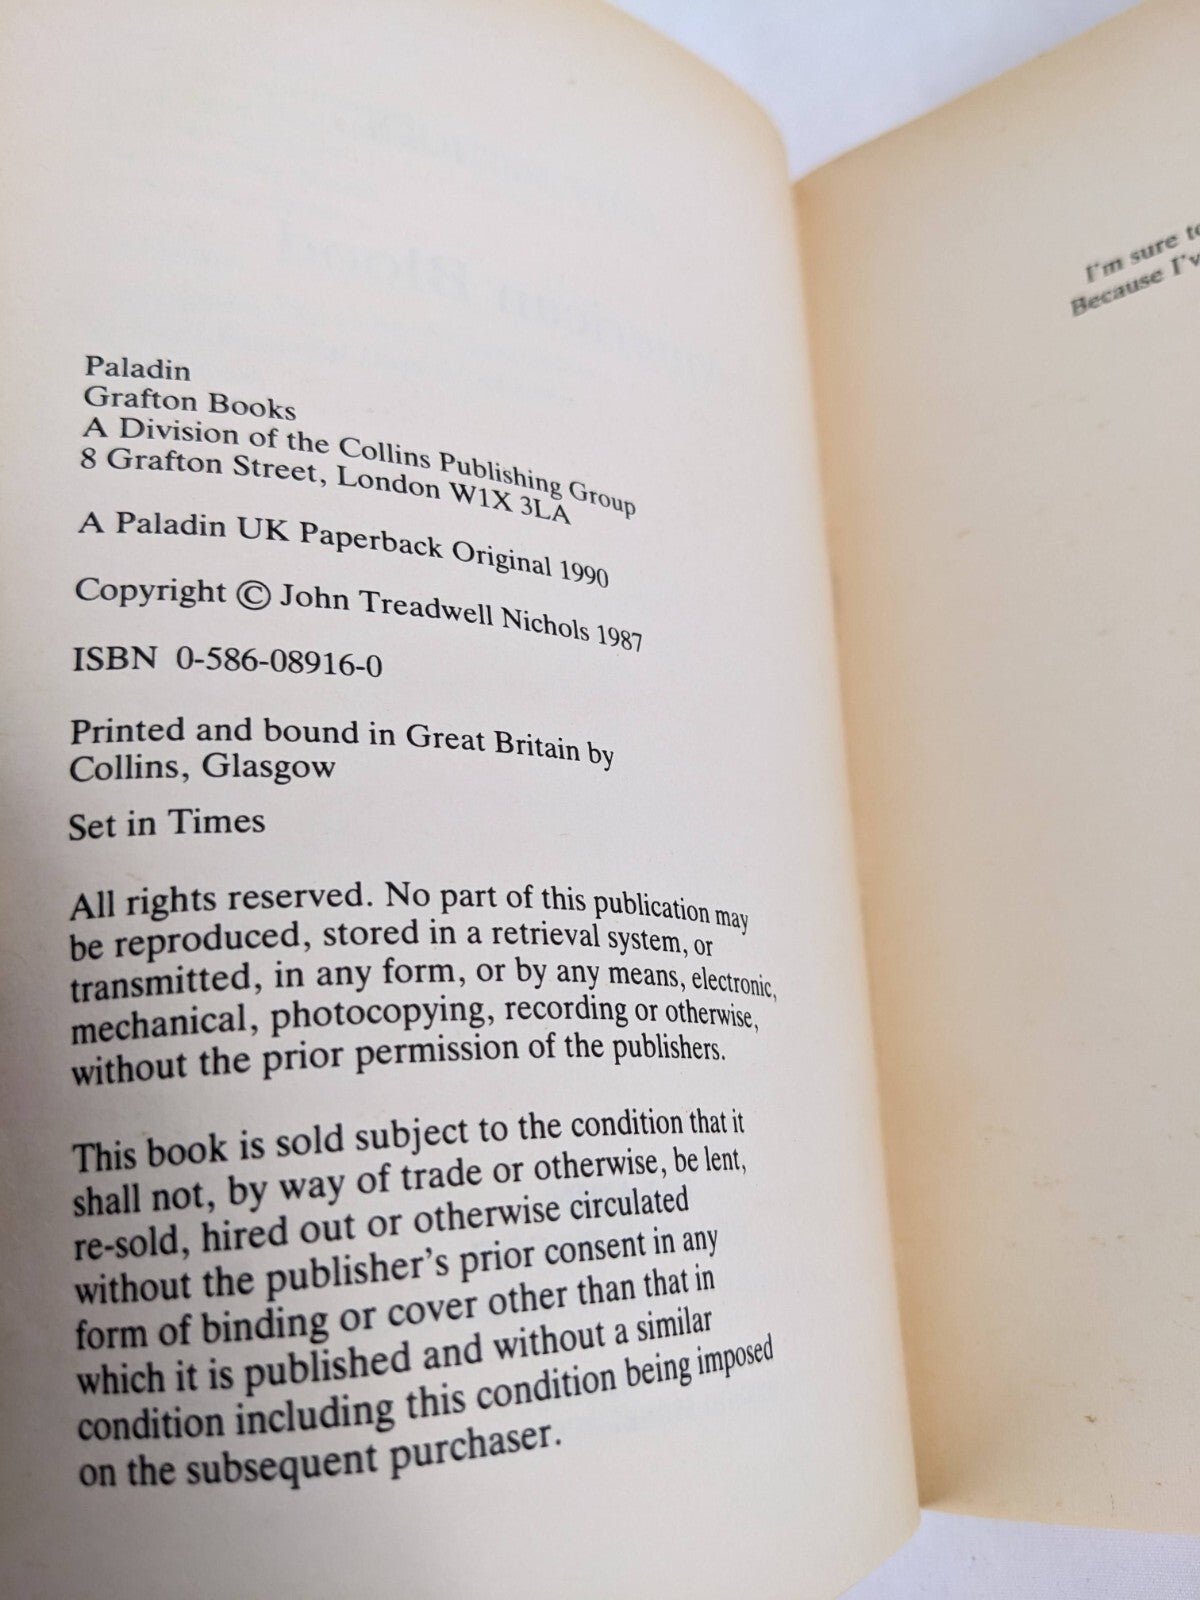 Paladin
Grafton Books
A Division of the Collins Publishing Group
8 Grafton Street, London W1X 3LA
A Paladin UK Paperback Original 1990
Copyright © John Treadwell Nichols 1987
ISBN 0-586-08916-0
Printed and bound in Great Britain by
Collins, Glasgow
Set in Times
All rights reserved. No part of this publication may
be reproduced, stored in a retrieval system, or
transmitted, in any form, or by any means, electronic,
mechanical, photocopying, recording or otherwise,
without the prior permission of the publishers.
This book is sold subject to the condition that it
shall not, by way of trade or otherwise, be lent,
re-sold, hired out or otherwise circulated
without the publisher's prior consent in any
form of binding or cover other than that in
which it is published and without a similar
condition including this condition being imposed
on the subsequent purchaser.
I'm sure
Because